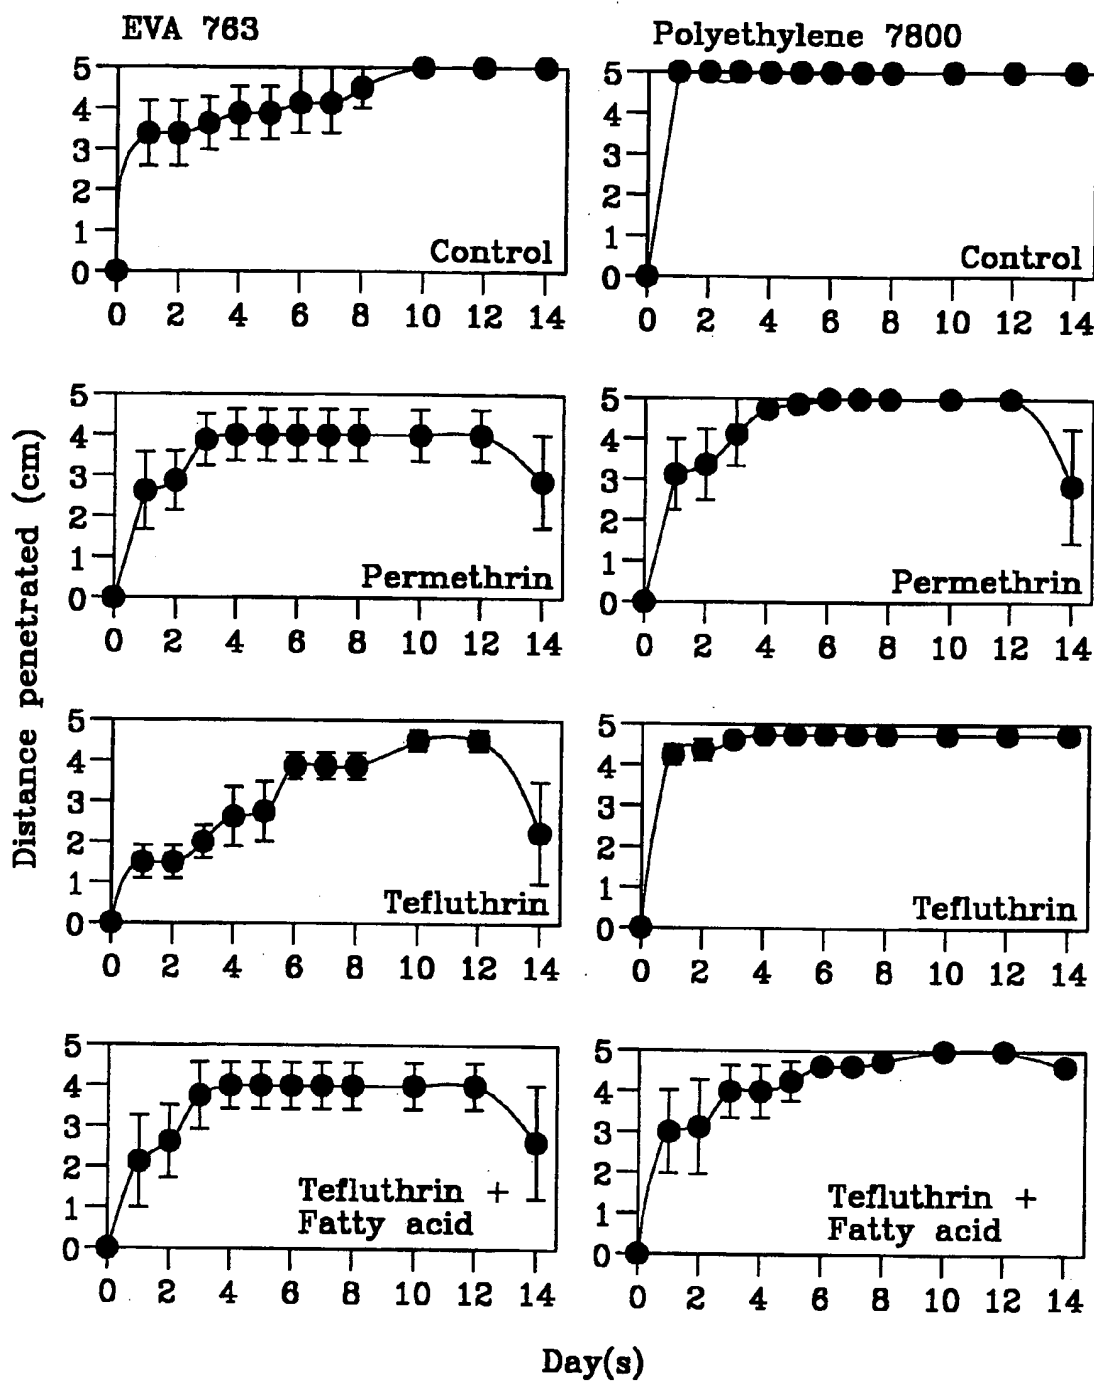 EVA 763
Polyethylene 7800
Distance penetrated (cm)
5
4
3
2
1
0
Control
0 2 4 6 8 10 12 14
5
4
3
2
1
0
Control
0 2 4 6 8 10 12 14
5
4
3
2
1
0
Permethrin
0 2 4 6 8 10 12 14
5
4
3
2
1
0
Permethrin
0 2 4 6 8 10 12 14
5
4
3
2
1
0
Tefluthrin
0 2 4 6 8 10 12 14
5
4
3
2
1
0
Tefluthrin
0 2 4 6 8 10 12 14
5
4
3
2
1
0
Tefluthrin +
Fatty acid
0 2 4 6 8 10 12 14
5
4
3
2
1
0
Tefluthrin +
Fatty acid
0 2 4 6 8 10 12 14
Day(s)